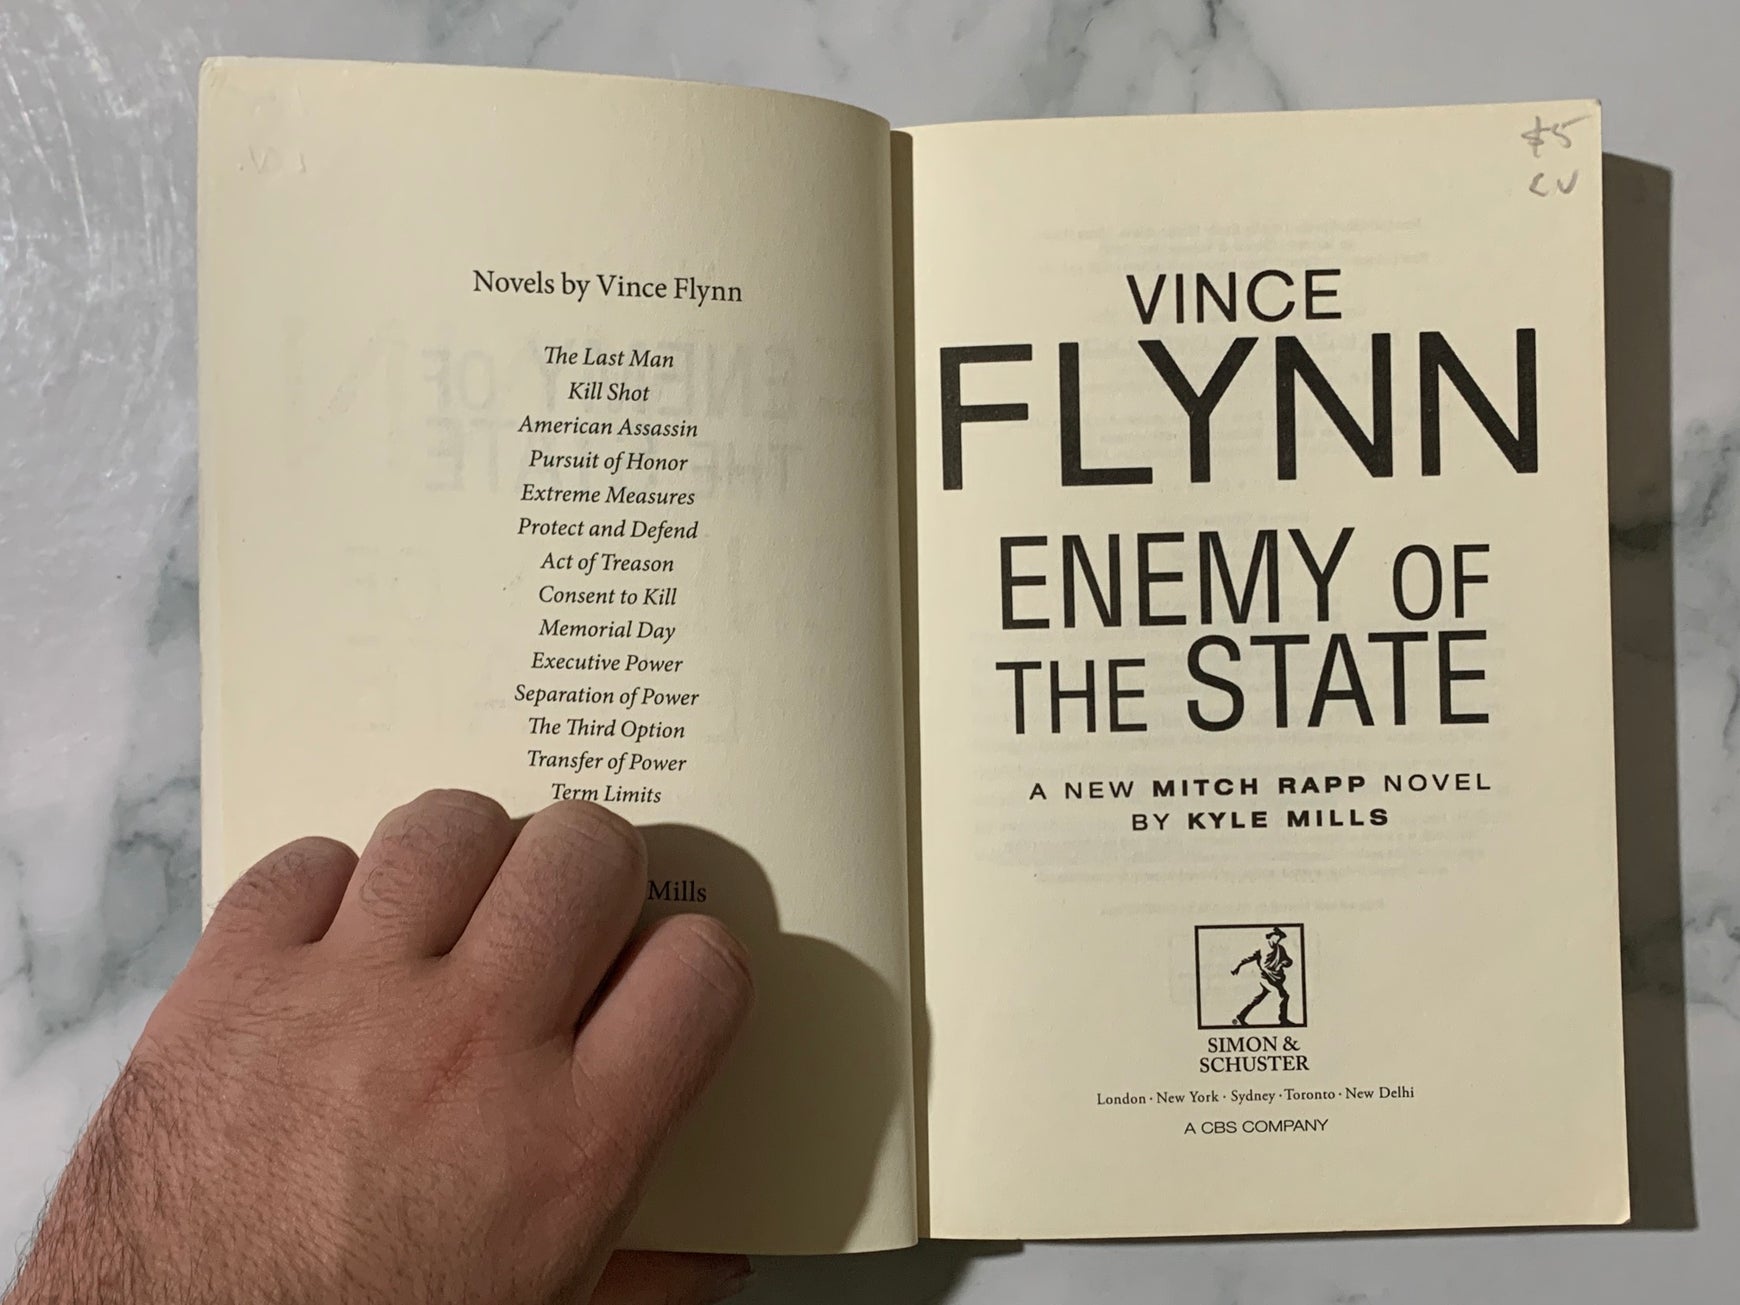 Novels by Vince Flynn
The Last Man
Kill Shot
American Assassin
Pursuit of Honor
Extreme Measures
Protect and Defend
Act of Treason
Consent to Kill
Memorial Day
Executive Power
Separation of Power
The Third Option
Transfer of Power
Term Limits
Mills
$5
VINCE
FLYNN
ENEMY OF
THE STATE
A NEW MITCH RAPP NOVEL
BY KYLE MILLS
SIMON &
SCHUSTER
London · New York · Sydney · Toronto · New Delhi
A CBS COMPANY